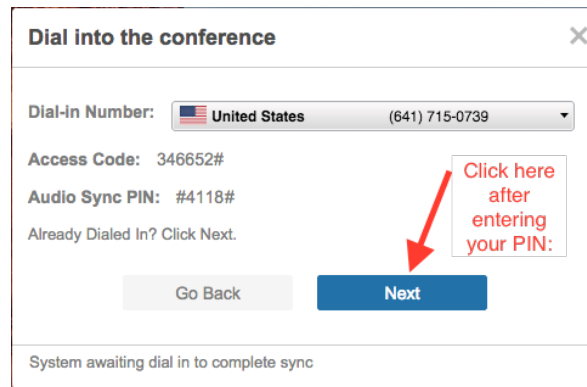 Dial into the conference
Dial-in Number: United States (641) 715-0739
Access Code: 346652#
Audio Sync PIN: #4118#
Already Dialed In? Click Next.
Click here
after
entering
your PIN:
Go Back Next
System awaiting dial in to complete sync